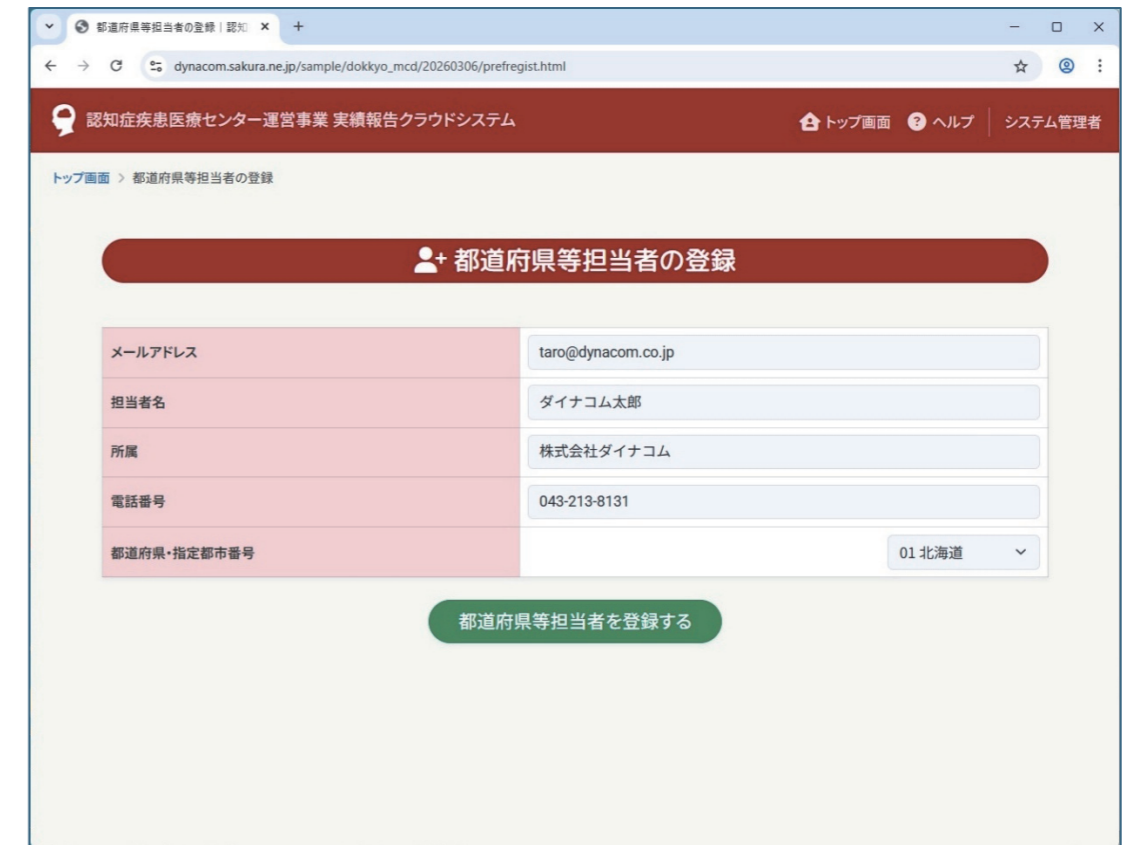 都道府県等担当者の登録 | 認知
dynacom.sakura.ne.jp/sample/dokkyo_mcd/20260306/prefregist.html
認知症疾患医療センター運営事業 実績報告クラウドシステム
トップ画面 ヘルプ システム管理者
トップ画面 > 都道府県等担当者の登録
都道府県等担当者の登録
メールアドレス taro@dynacom.co.jp
担当者名 ダイナコム太郎
所属 株式会社ダイナコム
電話番号 043-213-8131
都道府県・指定都市番号 01 北海道
都道府県等担当者を登録する